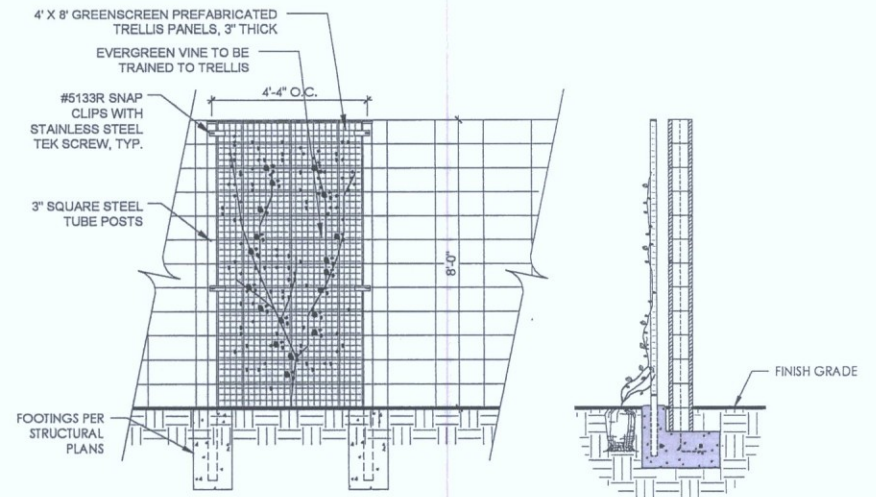 4' X 8' GREENSCREEN PREFABRICATED
TRELLIS PANELS, 3" THICK
EVERGREEN VINE TO BE
TRAINED TO TRELLIS
#5133R SNAP
CLIPS WITH
STAINLESS STEEL
TEK SCREW, TYP.
4'-4" O.C.
3" SQUARE STEEL
TUBE POSTS
8'-0"
FINISH GRADE
FOOTINGS PER
STRUCTURAL
PLANS